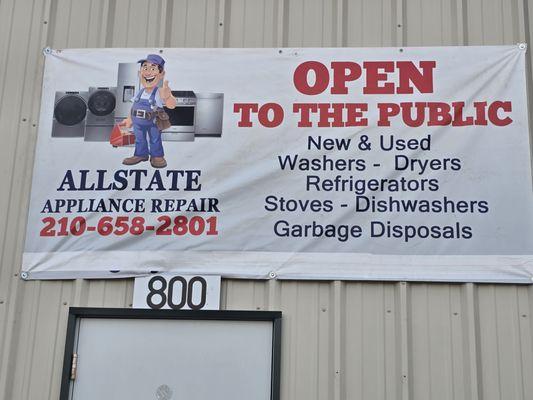 ALLSTATE
APPLIANCE REPAIR
210-658-2801
OPEN
TO THE PUBLIC
New & Used
Washers - Dryers
Refrigerators
Stoves - Dishwashers
Garbage Disposals
800